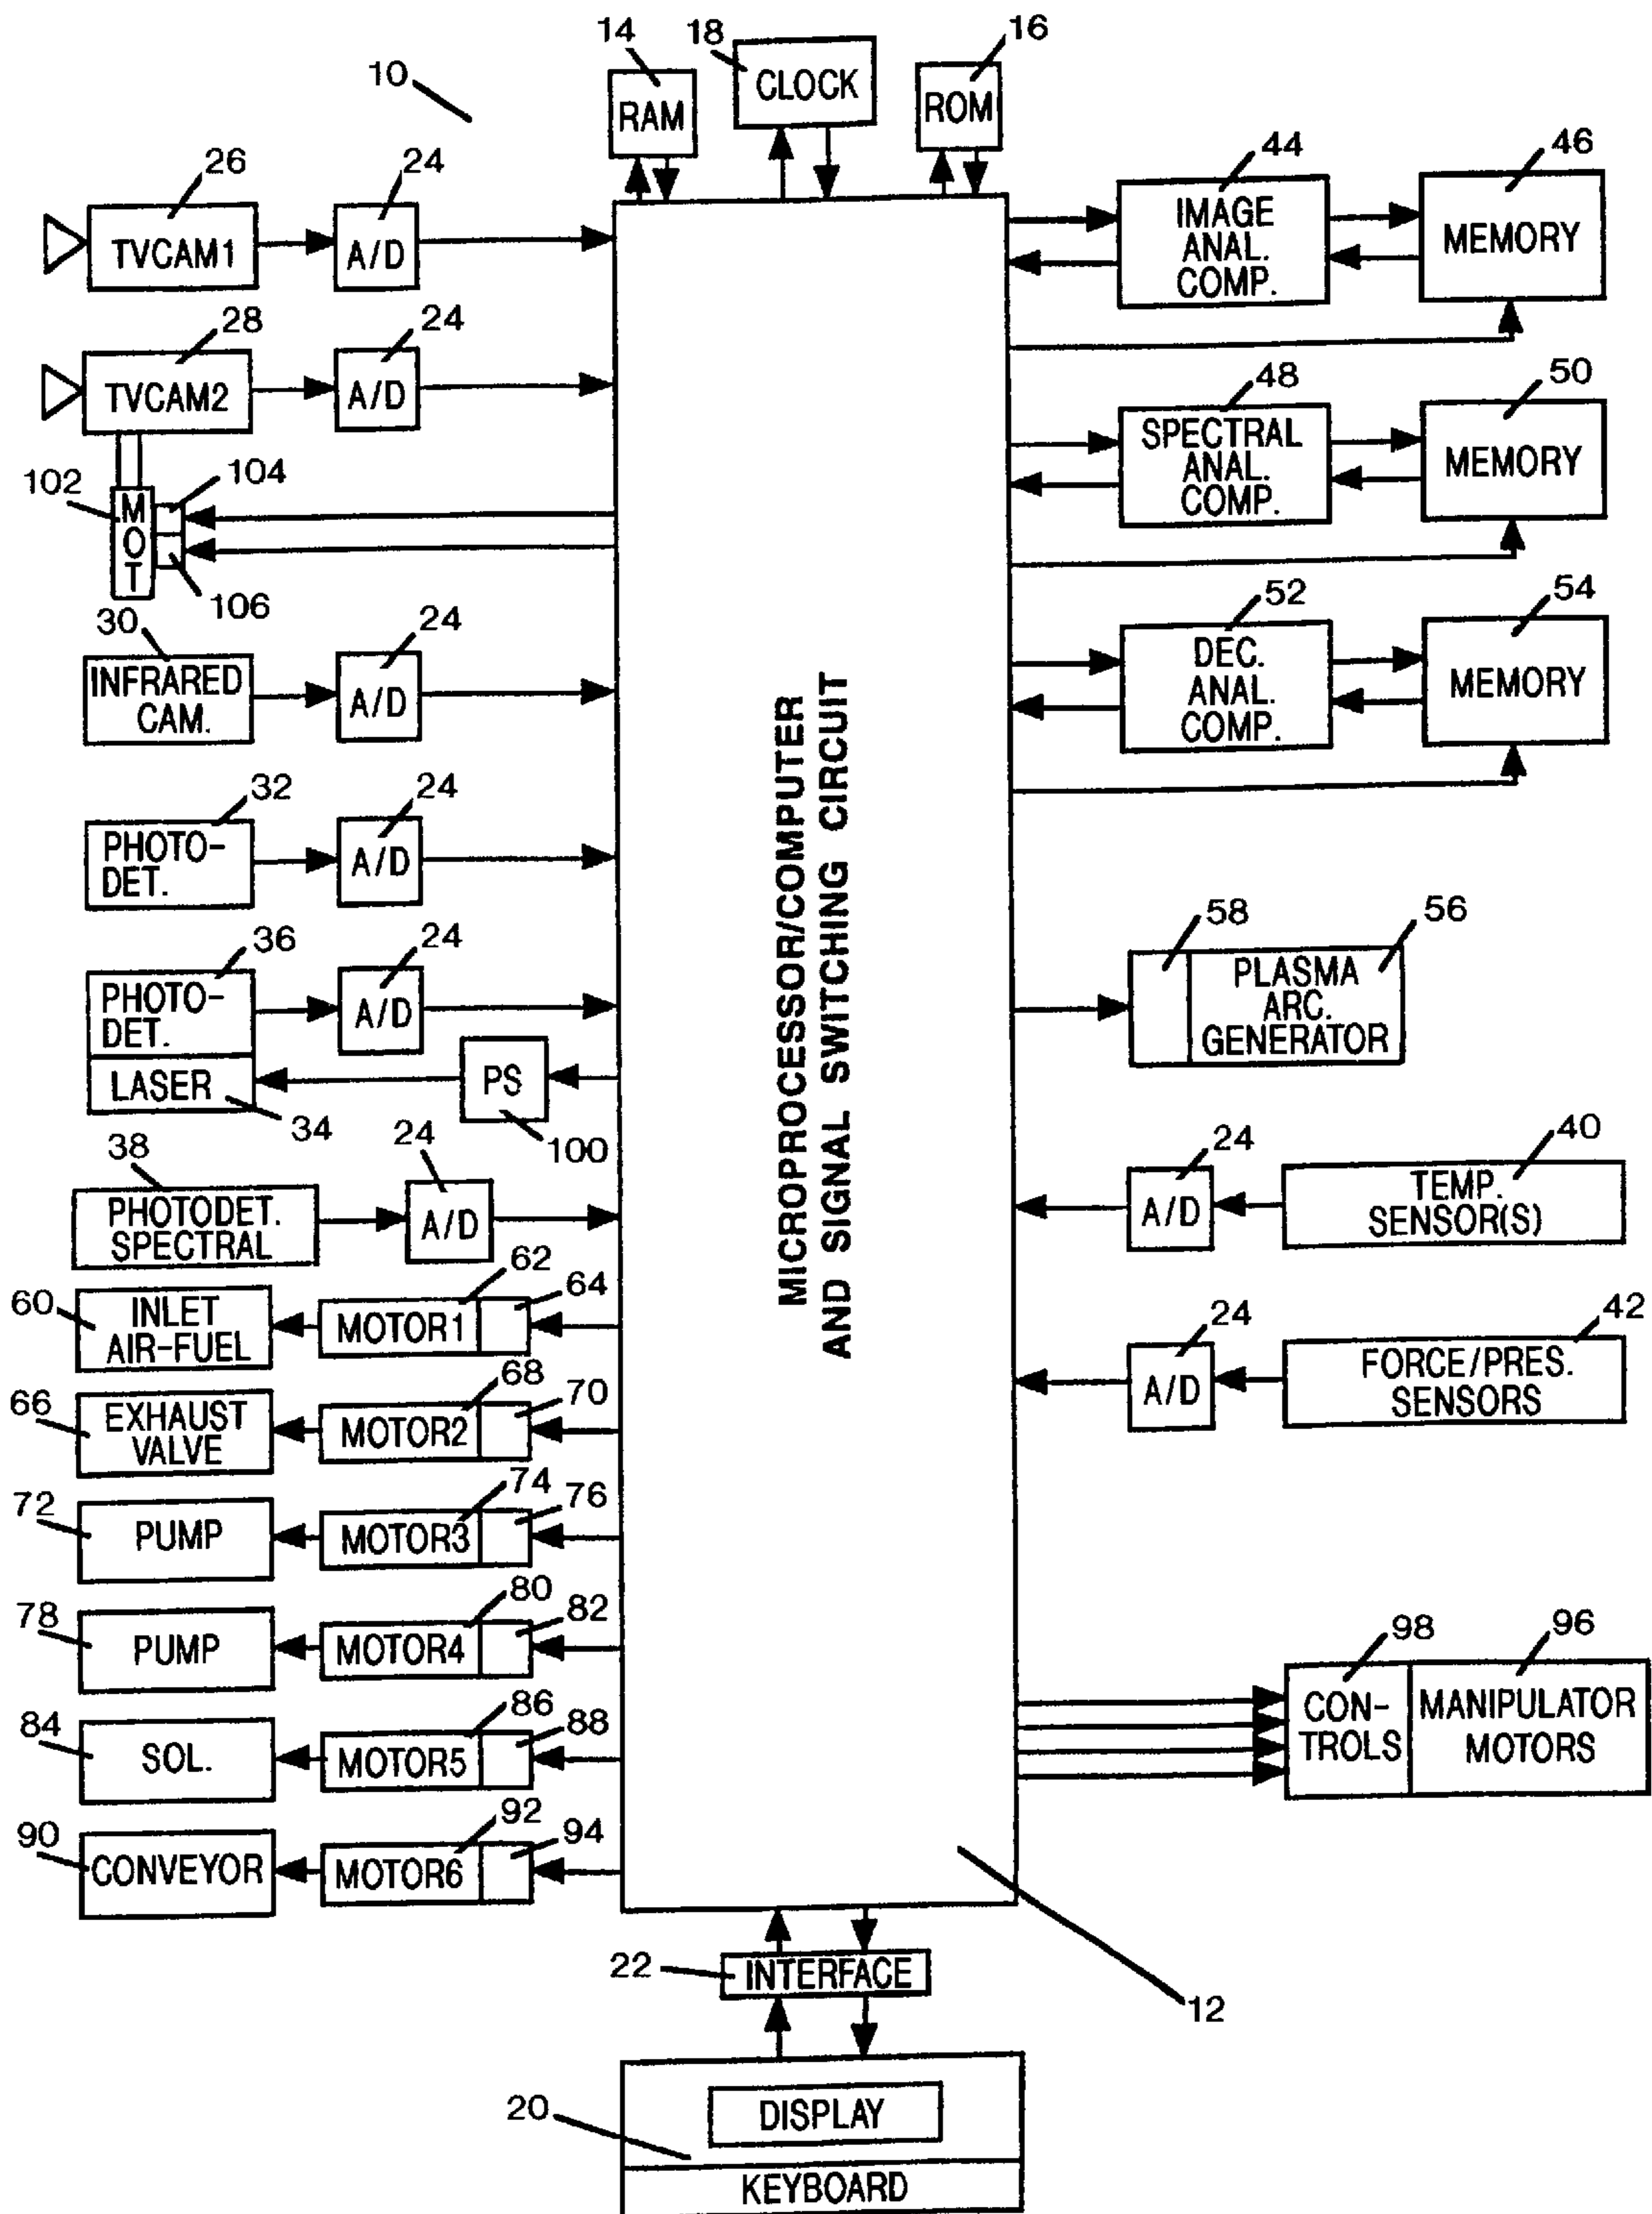 10
14
RAM
18
CLOCK
16
ROM
26
TVCAM1
24
A/D
28
TVCAM2
24
A/D
102
MOT
104
106
30
INFRARED
CAM.
24
A/D
32
PHOTO-
DET.
24
A/D
36
PHOTO-
DET.
24
A/D
LASER
34
PS
100
38
PHOTODET.
SPECTRAL
24
A/D
60
INLET
AIR-FUEL
62
MOTOR1
64
66
EXHAUST
VALVE
68
MOTOR2
70
72
PUMP
74
MOTOR3
76
78
PUMP
80
MOTOR4
82
84
SOL.
86
MOTOR5
88
90
CONVEYOR
92
MOTOR6
94
MICROPROCESSOR/COMPUTER
AND SIGNAL SWITCHING CIRCUIT
44
IMAGE
ANAL.
COMP.
46
MEMORY
48
SPECTRAL
ANAL.
COMP.
50
MEMORY
52
DEC.
ANAL.
COMP.
54
MEMORY
58
56
PLASMA
ARC.
GENERATOR
24
A/D
40
TEMP.
SENSOR(S)
24
A/D
42
FORCE/PRES.
SENSORS
98
CON-
TROLS
96
MANIPULATOR
MOTORS
22
INTERFACE
12
20
DISPLAY
KEYBOARD